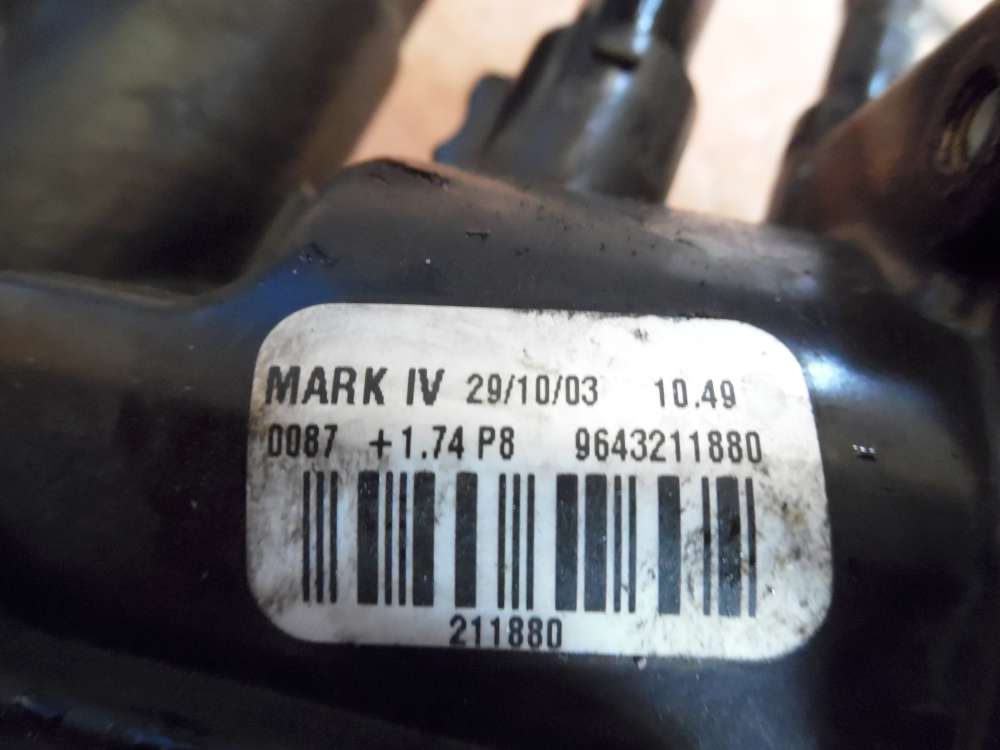 MARK IV 29/10/03 10.49
0087 +1.74 P8 9643211880
211880